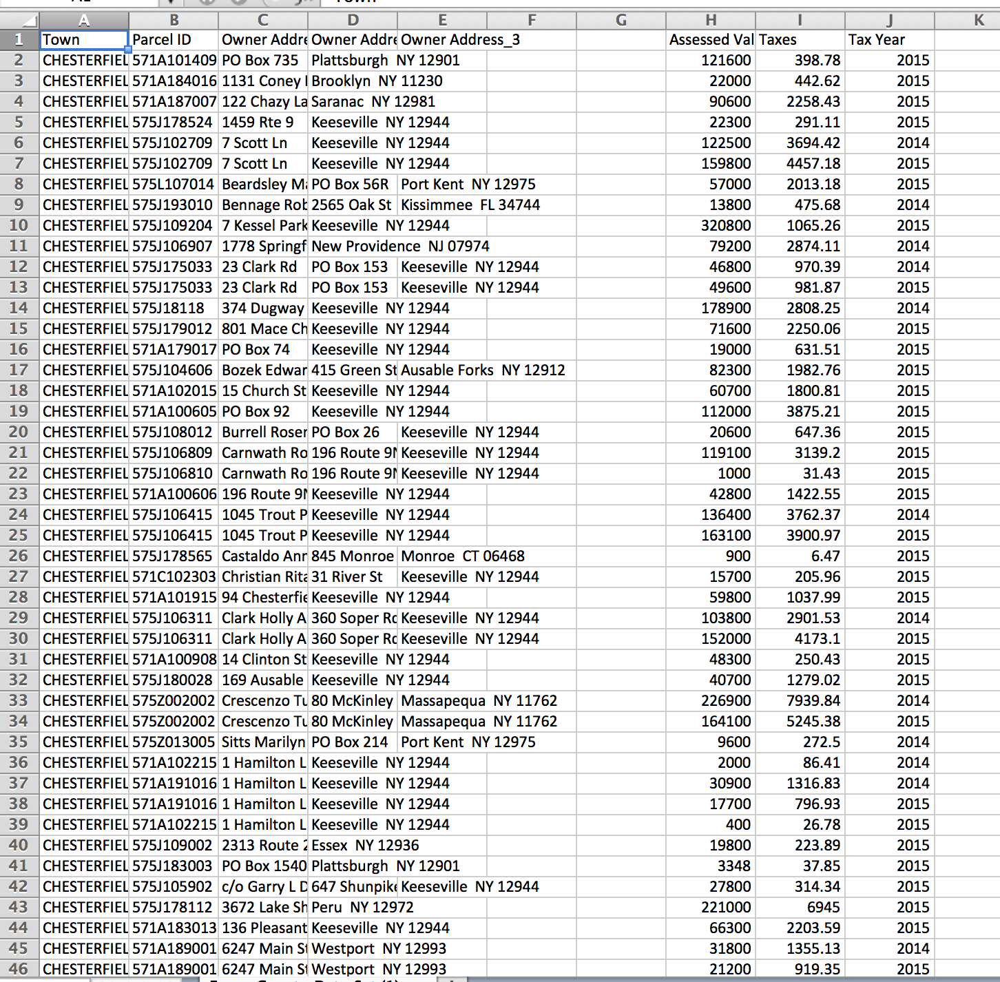 A B C D E F G H I J K
1 Town Parcel ID Owner Addre Owner Addre Owner Address_3 Assessed Val Taxes Tax Year
2 CHESTERFIEL 571A101409 PO Box 735 Plattsburgh NY 12901 121600 398.78 2015
3 CHESTERFIEL 571A184016 1131 Coney Brooklyn NY 11230 22000 442.62 2015
4 CHESTERFIEL 571A187007 122 Chazy La Saranac NY 12981 90600 2258.43 2015
5 CHESTERFIEL 575J178524 1459 Rte 9 Keeseville NY 12944 22300 291.11 2015
6 CHESTERFIEL 575J102709 7 Scott Ln Keeseville NY 12944 122500 3694.42 2014
7 CHESTERFIEL 575J102709 7 Scott Ln Keeseville NY 12944 159800 4457.18 2015
8 CHESTERFIEL 575L107014 Beardsley Ma PO Box 56R Port Kent NY 12975 57000 2013.18 2015
9 CHESTERFIEL 575J193010 Bennage Rob 2565 Oak St Kissimmee FL 34744 13800 475.68 2014
10 CHESTERFIEL 575J109204 7 Kessel Park Keeseville NY 12944 320800 1065.26 2015
11 CHESTERFIEL 575J106907 1778 Springf New Providence NJ 07974 79200 2874.11 2014
12 CHESTERFIEL 575J175033 23 Clark Rd PO Box 153 Keeseville NY 12944 46800 970.39 2014
13 CHESTERFIEL 575J175033 23 Clark Rd PO Box 153 Keeseville NY 12944 49600 981.87 2015
14 CHESTERFIEL 575J18118 374 Dugway Keeseville NY 12944 178900 2808.25 2014
15 CHESTERFIEL 575J179012 801 Mace Ch Keeseville NY 12944 71600 2250.06 2015
16 CHESTERFIEL 571A179017 PO Box 74 Keeseville NY 12944 19000 631.51 2015
17 CHESTERFIEL 575J104606 Bozek Edwar 415 Green St Ausable Forks NY 12912 82300 1982.76 2015
18 CHESTERFIEL 571A102015 15 Church St Keeseville NY 12944 60700 1800.81 2015
19 CHESTERFIEL 571A100605 PO Box 92 Keeseville NY 12944 112000 3875.21 2015
20 CHESTERFIEL 575J108012 Burrell Roser PO Box 26 Keeseville NY 12944 20600 647.36 2015
21 CHESTERFIEL 575J106809 Carnwath Ro 196 Route 9N Keeseville NY 12944 119100 3139.2 2015
22 CHESTERFIEL 575J106810 Carnwath Ro 196 Route 9N Keeseville NY 12944 1000 31.43 2015
23 CHESTERFIEL 571A100606 196 Route 9N Keeseville NY 12944 42800 1422.55 2015
24 CHESTERFIEL 575J106415 1045 Trout P Keeseville NY 12944 136400 3762.37 2014
25 CHESTERFIEL 575J106415 1045 Trout P Keeseville NY 12944 163100 3900.97 2015
26 CHESTERFIEL 575J178565 Castaldo Ann 845 Monroe Monroe CT 06468 900 6.47 2015
27 CHESTERFIEL 571C102303 Christian Rita 31 River St Keeseville NY 12944 15700 205.96 2015
28 CHESTERFIEL 571A101915 94 Chesterfie Keeseville NY 12944 59800 1037.99 2015
29 CHESTERFIEL 575J106311 Clark Holly A 360 Soper Rd Keeseville NY 12944 103800 2901.53 2014
30 CHESTERFIEL 575J106311 Clark Holly A 360 Soper Rd Keeseville NY 12944 152000 4173.1 2015
31 CHESTERFIEL 571A100908 14 Clinton St Keeseville NY 12944 48300 250.43 2015
32 CHESTERFIEL 575J180028 169 Ausable Keeseville NY 12944 40700 1279.02 2015
33 CHESTERFIEL 575Z002002 Crescenzo Tu 80 McKinley Massapequa NY 11762 226900 7939.84 2014
34 CHESTERFIEL 575Z002002 Crescenzo Tu 80 McKinley Massapequa NY 11762 164100 5245.38 2015
35 CHESTERFIEL 575Z013005 Sitts Marilyn PO Box 214 Port Kent NY 12975 9600 272.5 2014
36 CHESTERFIEL 571A102215 1 Hamilton L Keeseville NY 12944 2000 86.41 2014
37 CHESTERFIEL 571A191016 1 Hamilton L Keeseville NY 12944 30900 1316.83 2014
38 CHESTERFIEL 571A191016 1 Hamilton L Keeseville NY 12944 17700 796.93 2015
39 CHESTERFIEL 571A102215 1 Hamilton L Keeseville NY 12944 400 26.78 2015
40 CHESTERFIEL 575J109002 2313 Route 2 Essex NY 12936 19800 223.89 2015
41 CHESTERFIEL 575J183003 PO Box 1540 Plattsburgh NY 12901 3348 37.85 2015
42 CHESTERFIEL 575J105902 c/o Garry L D 647 Shunpike Keeseville NY 12944 27800 314.34 2015
43 CHESTERFIEL 575J178112 3672 Lake Sh Peru NY 12972 221000 6945 2015
44 CHESTERFIEL 571A183013 136 Pleasant Keeseville NY 12944 66300 2203.59 2015
45 CHESTERFIEL 571A189001 6247 Main St Westport NY 12993 31800 1355.13 2014
46 CHESTERFIEL 571A189001 6247 Main St Westport NY 12993 21200 919.35 2015